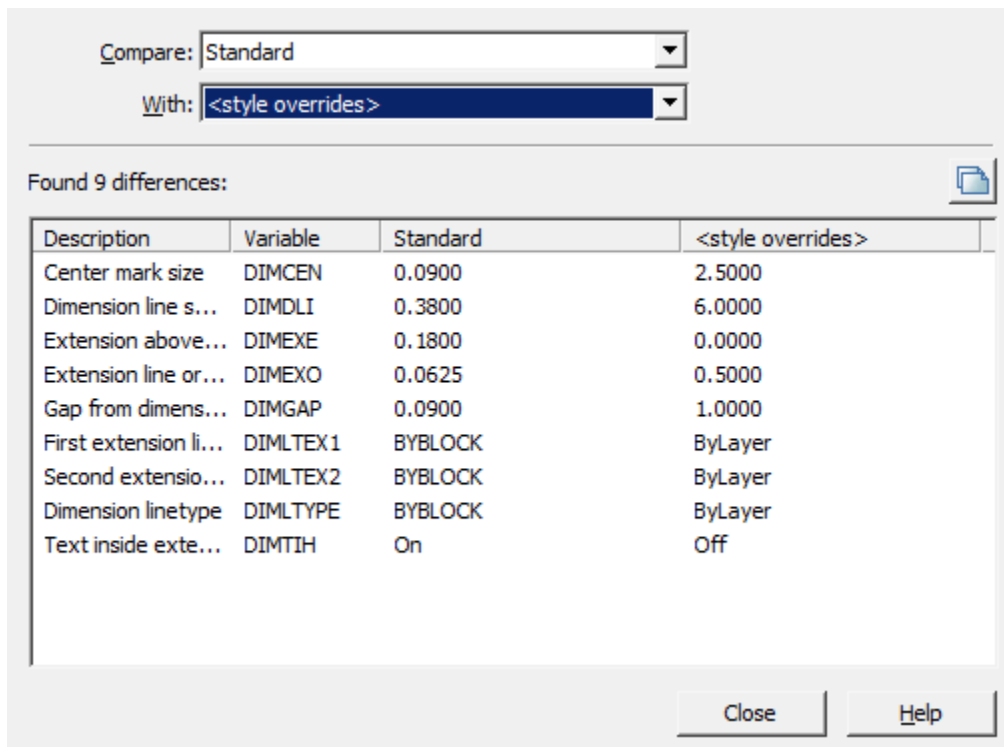 Compare: Standard
With: <style overrides>
Found 9 differences:
Description Variable Standard <style overrides>
Center mark size DIMCEN 0.0900 2.5000
Dimension line s... DIMDLI 0.3800 6.0000
Extension above... DIMEXE 0.1800 0.0000
Extension line or... DIMEXO 0.0625 0.5000
Gap from dimens... DIMGAP 0.0900 1.0000
First extension li... DIMLTEX1 BYBLOCK ByLayer
Second extensio... DIMLTEX2 BYBLOCK ByLayer
Dimension linetype DIMLTYPE BYBLOCK ByLayer
Text inside exte... DIMTIH On Off
Close Help